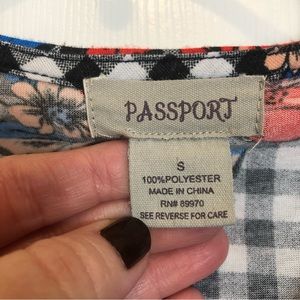 PASSPORT
S
100%POLYESTER
MADE IN CHINA
RN# 89970
SEE REVERSE FOR CARE